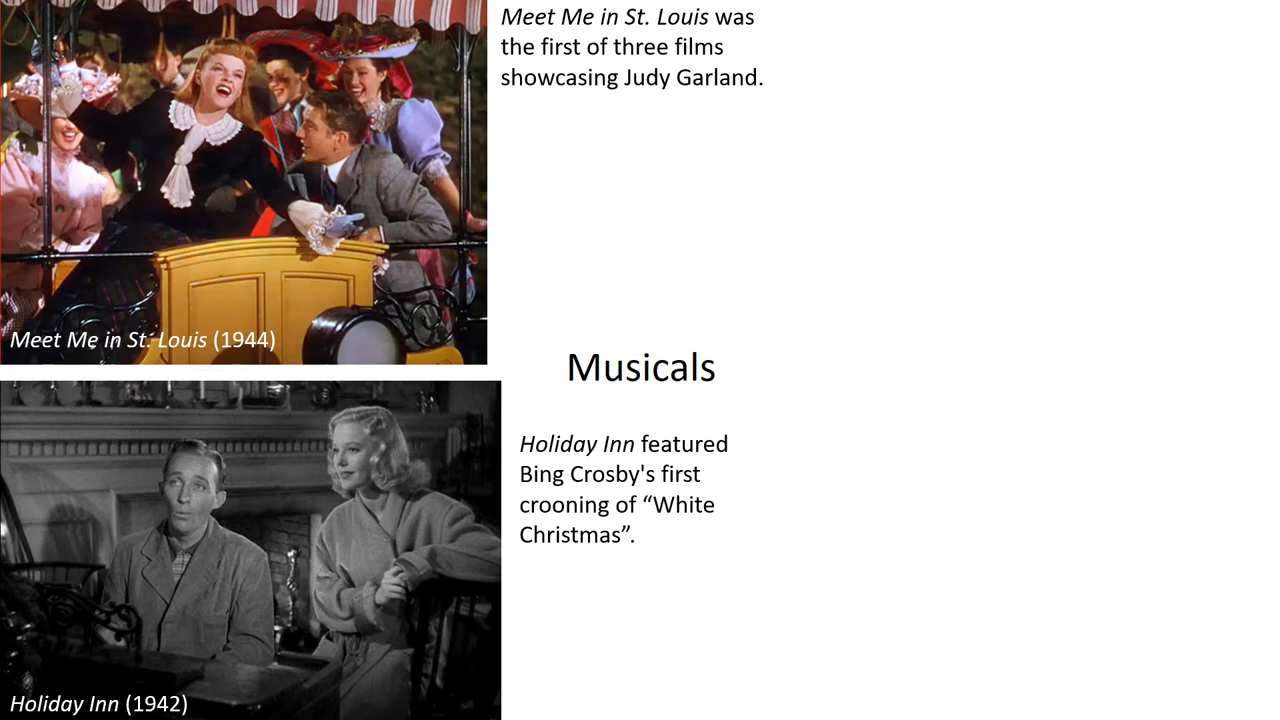 Meet Me in St. Louis was
the first of three films
showcasing Judy Garland.
Meet Me in St. Louis (1944)
Musicals
Holiday Inn featured
Bing Crosby's first
crooning of “White
Christmas”.
Holiday Inn (1942)